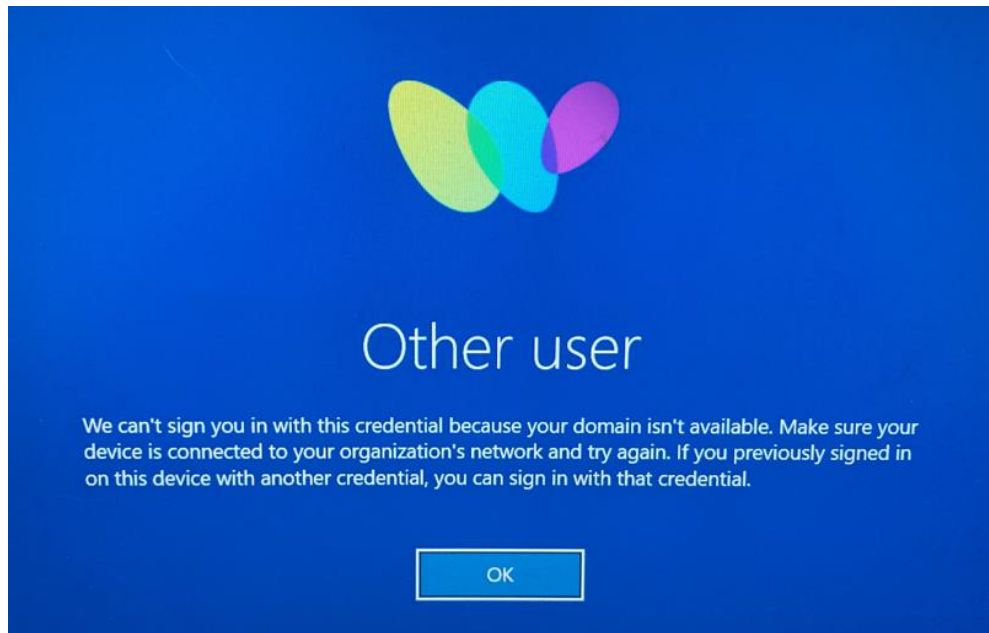 Other user
We can't sign you in with this credential because your domain isn't available. Make sure your
device is connected to your organization's network and try again. If you previously signed in
on this device with another credential, you can sign in with that credential.
OK